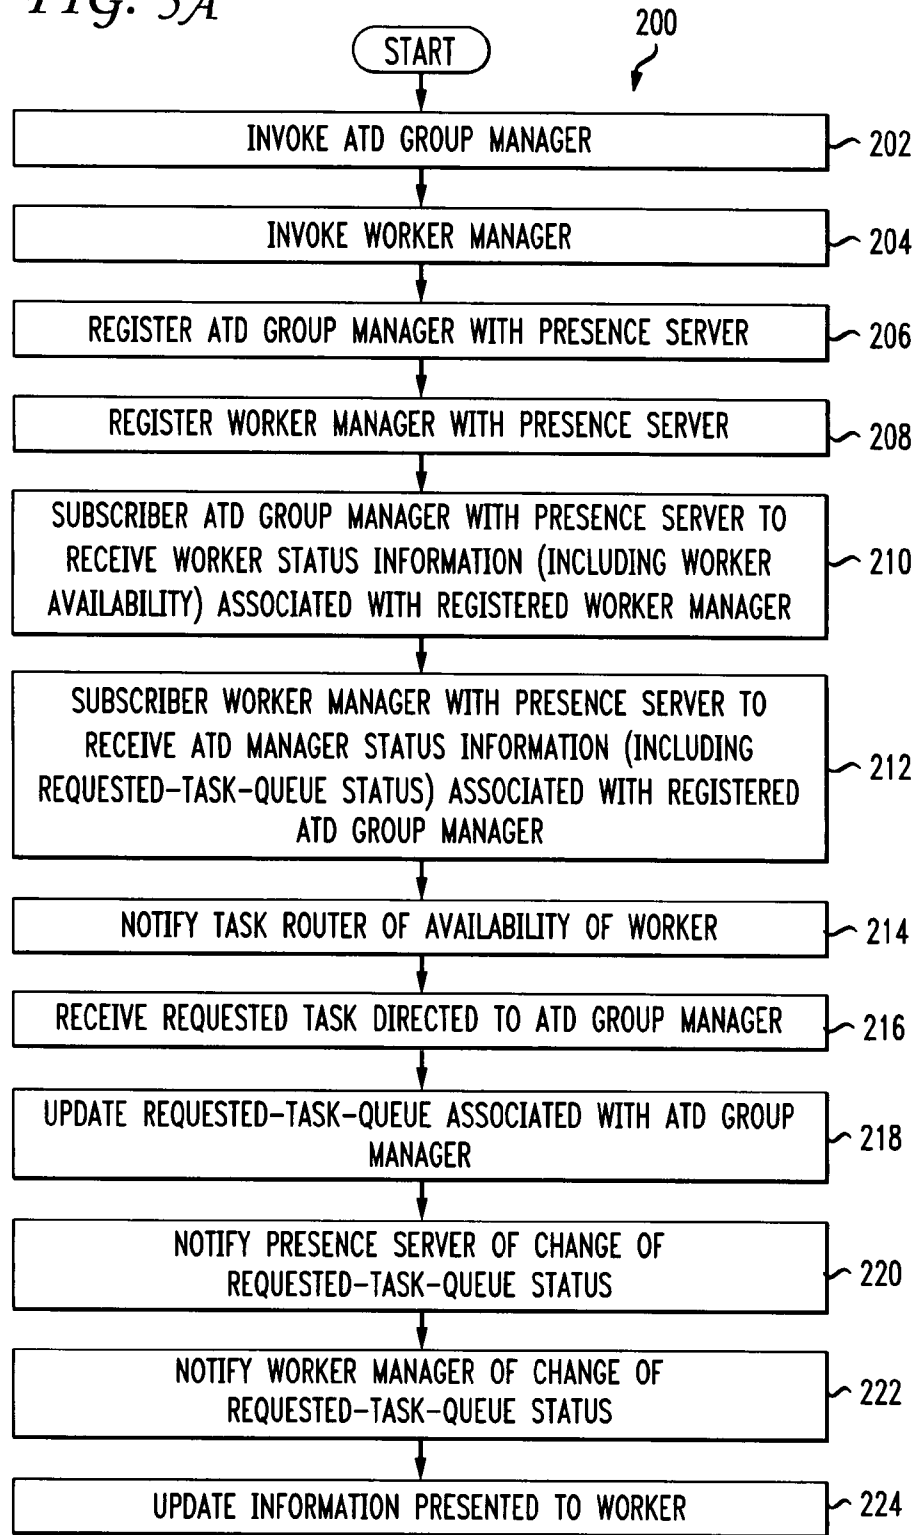 FIG. 5A
200
START
INVOKE ATD GROUP MANAGER
202
INVOKE WORKER MANAGER
204
REGISTER ATD GROUP MANAGER WITH PRESENCE SERVER
206
REGISTER WORKER MANAGER WITH PRESENCE SERVER
208
SUBSCRIBER ATD GROUP MANAGER WITH PRESENCE SERVER TO
RECEIVE WORKER STATUS INFORMATION (INCLUDING WORKER
AVAILABILITY) ASSOCIATED WITH REGISTERED WORKER MANAGER
210
SUBSCRIBER WORKER MANAGER WITH PRESENCE SERVER TO
RECEIVE ATD MANAGER STATUS INFORMATION (INCLUDING
REQUESTED-TASK-QUEUE STATUS) ASSOCIATED WITH REGISTERED
ATD GROUP MANAGER
212
NOTIFY TASK ROUTER OF AVAILABILITY OF WORKER
214
RECEIVE REQUESTED TASK DIRECTED TO ATD GROUP MANAGER
216
UPDATE REQUESTED-TASK-QUEUE ASSOCIATED WITH ATD GROUP
MANAGER
218
NOTIFY PRESENCE SERVER OF CHANGE OF
REQUESTED-TASK-QUEUE STATUS
220
NOTIFY WORKER MANAGER OF CHANGE OF
REQUESTED-TASK-QUEUE STATUS
222
UPDATE INFORMATION PRESENTED TO WORKER
224